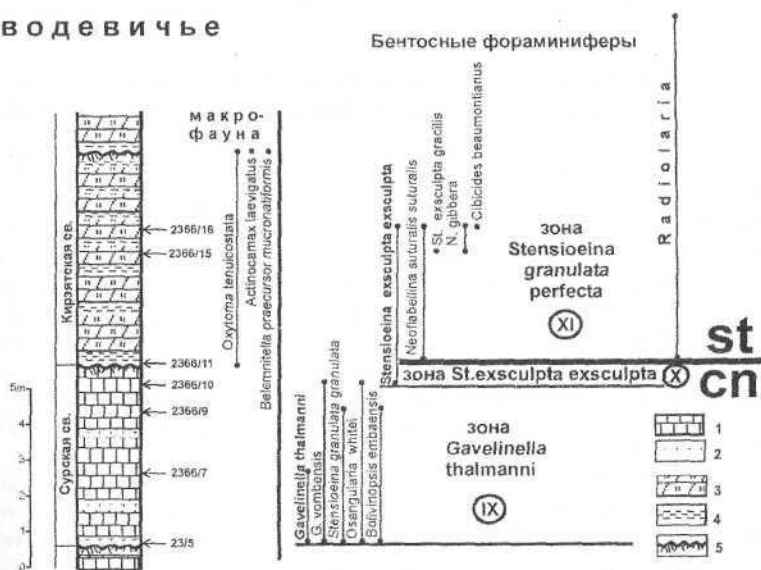 водевичье
Бентосные фораминиферы
макро-
фауна
Кирзятская св.
Сурская св.
5m
4
3
2
1
0
2366/16
2366/15
2366/11
2366/10
2366/9
2366/7
23/5
Oxytoma tenuicostata
Actinocamax laevigatus
Belemnitella praecursor mucronatiformis
Gavelinella thalmanni
G. vombensis
Stensioeina granulata granulata
Osangularia whitei
Bolivinopsis embaensis
Stensioeina exsculpta exsculpta
Neoflabellina suturalis suturalis
St. exsculpta gracilis
N. gibbera
Cibicides beaumontianus
Radiolaria
зона
Stensioeina
granulata
perfecta
XI
st
зона St.exsculpta exsculpta
X
cn
зона
Gavelinella
thalmanni
IX
1
2
3
4
5